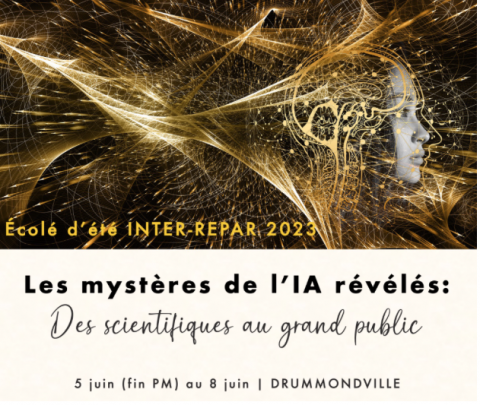 Écolé d'été INTER-REPAR 2023
Les mystères de l'IA révélés:
Des scientifiques au grand public
5 juin (fin PM) au 8 juin | DRUMMONDVILLE